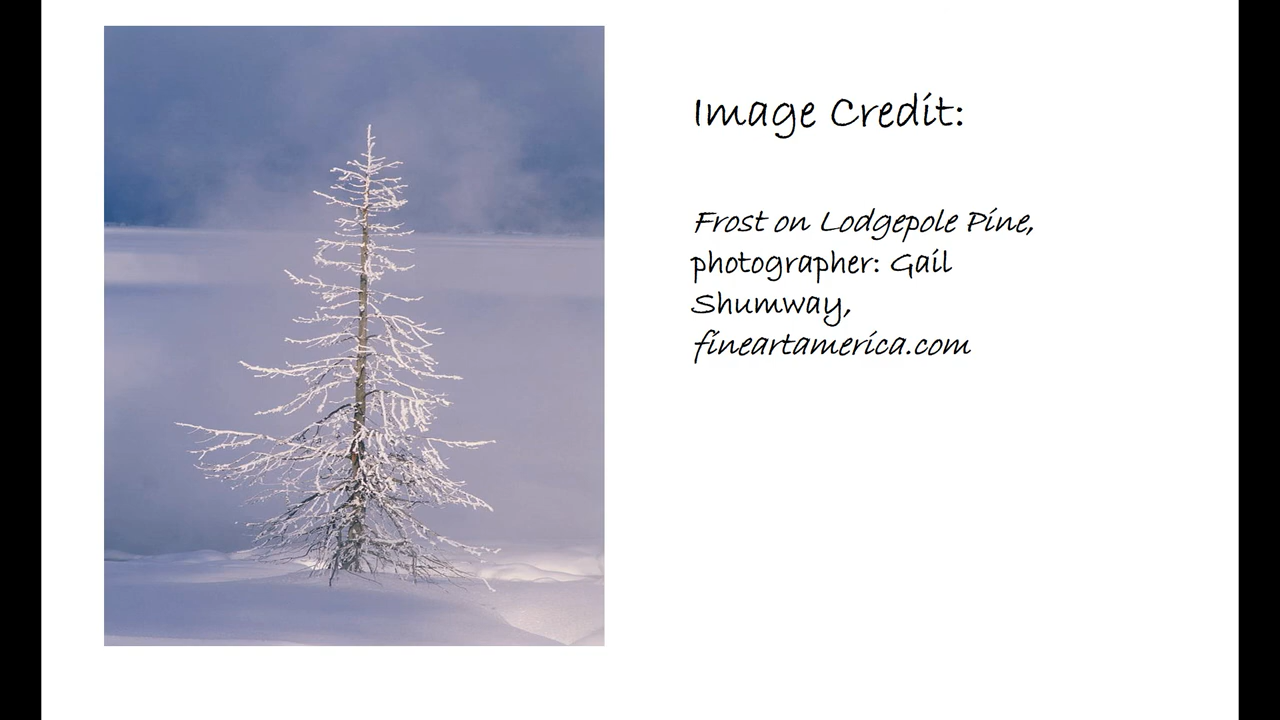 Image Credit:
Frost on Lodgepole Pine,
photographer: Gail
Shumway,
fineartamerica.com